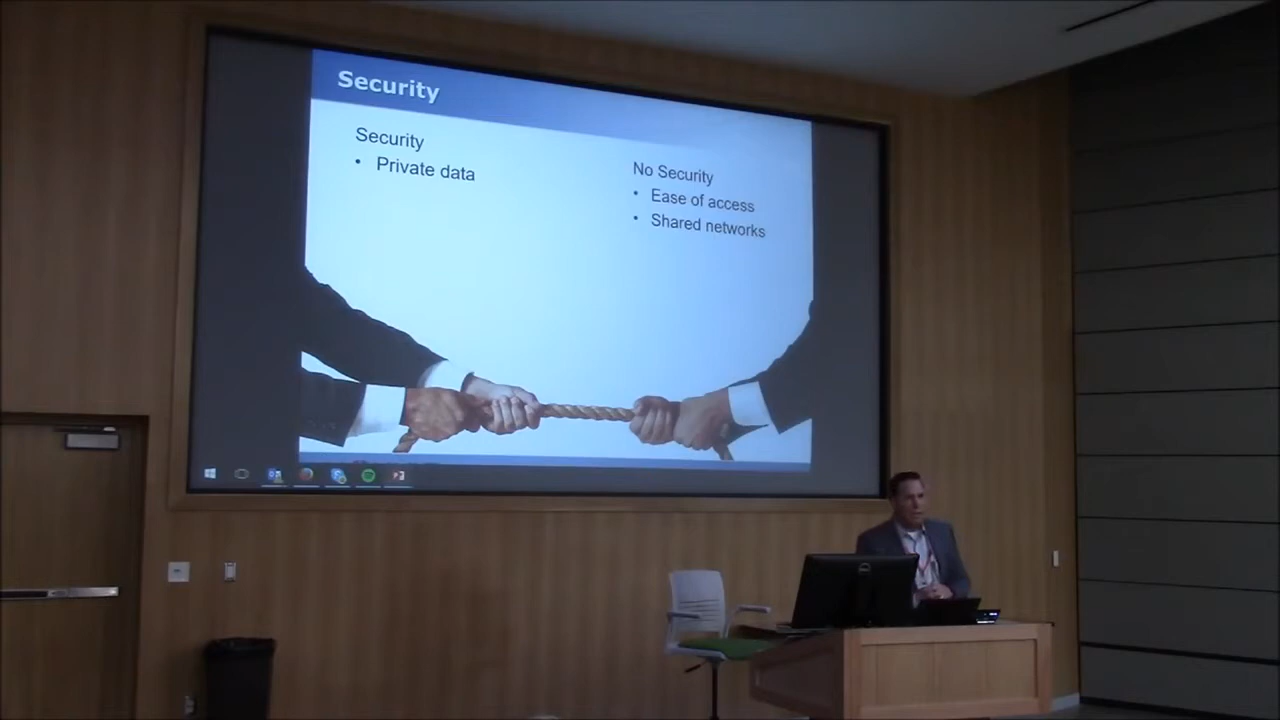 Security
Security
• Private data
No Security
• Ease of access
• Shared networks